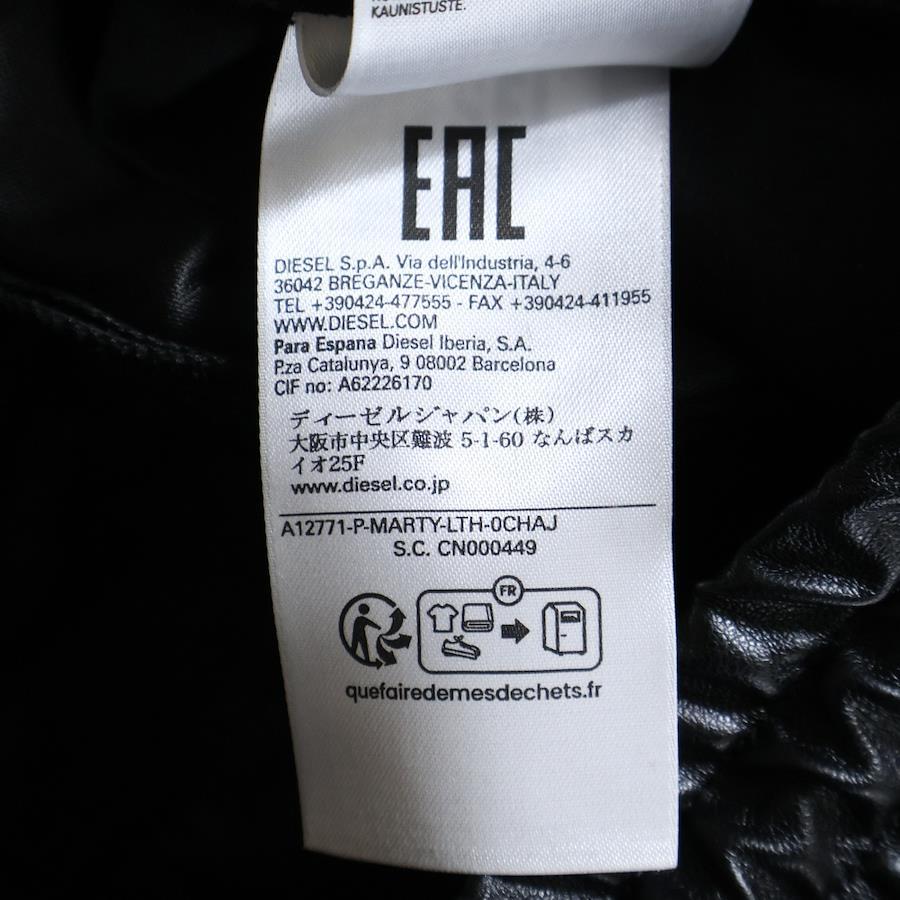 KAUNISTUSTE.
EAC
DIESEL S.p.A. Via dell'Industria, 4-6
36042 BREGANZE-VICENZA-ITALY
TEL +390424-477555 - FAX +390424-411955
WWW.DIESEL.COM
Para Espana Diesel Iberia, S.A.
P.za Catalunya, 9 08002 Barcelona
CIF no: A62226170
ディーゼルジャパン(株)
大阪市中央区難波 5-1-60 なんばスカ
イオ25F
www.diesel.co.jp
A12771-P-MARTY-LTH-0CHAJ
S.C. CN000449
FR
quefairedemesdechets.fr